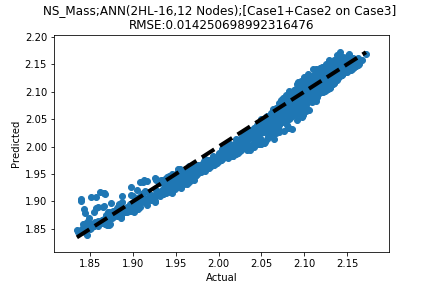 NS_Mass;ANN(2HL-16,12 Nodes);[Case1+Case2 on Case3]
RMSE:0.014250698992316476
2.20
2.15
2.10
2.05
2.00
1.95
1.90
1.85
Predicted
1.85 1.90 1.95 2.00 2.05 2.10 2.15
Actual